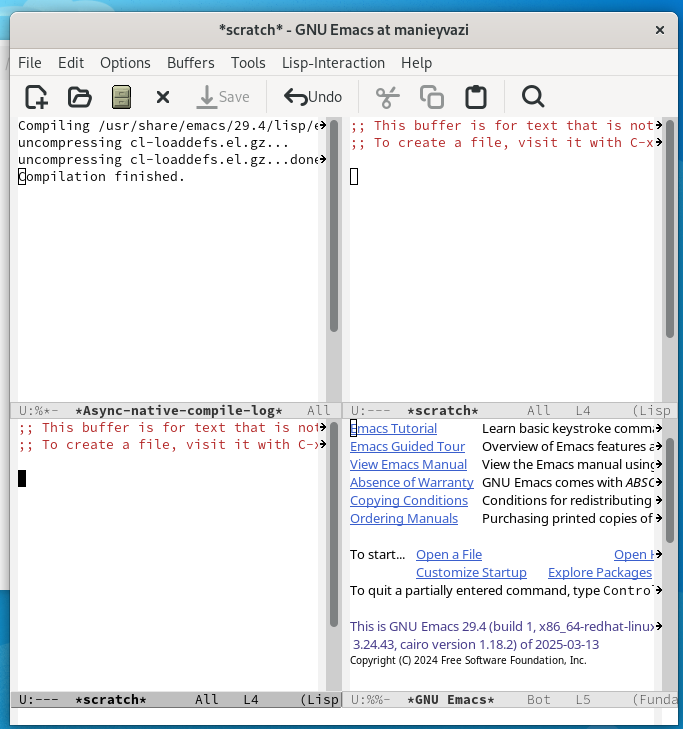 *scratch* - GNU Emacs at manieyvazi
File Edit Options Buffers Tools Lisp-Interaction Help
Save Undo
Compiling /usr/share/emacs/29.4/lisp/e
uncompressing cl-loaddefs.el.gz...
uncompressing cl-loaddefs.el.gz...done
Compilation finished.
U:%*- *Async-native-compile-log* All
;; This buffer is for text that is not
;; To create a file, visit it with C-x
U:--- *scratch* All L4 (Lisp
;; This buffer is for text that is not
;; To create a file, visit it with C-x
U:--- *scratch* All L4 (Lisp
Emacs Tutorial Learn basic keystroke comm
Emacs Guided Tour Overview of Emacs features a
View Emacs Manual View the Emacs manual using
Absence of Warranty GNU Emacs comes with ABSO
Copying Conditions Conditions for redistributing
Ordering Manuals Purchasing printed copies of
To start... Open a File Open H
Customize Startup Explore Packages
To quit a partially entered command, type Contro
This is GNU Emacs 29.4 (build 1, x86_64-redhat-linux
3.24.43, cairo version 1.18.2) of 2025-03-13
Copyright (C) 2024 Free Software Foundation, Inc.
U:%%- *GNU Emacs* Bot L5 (Funda